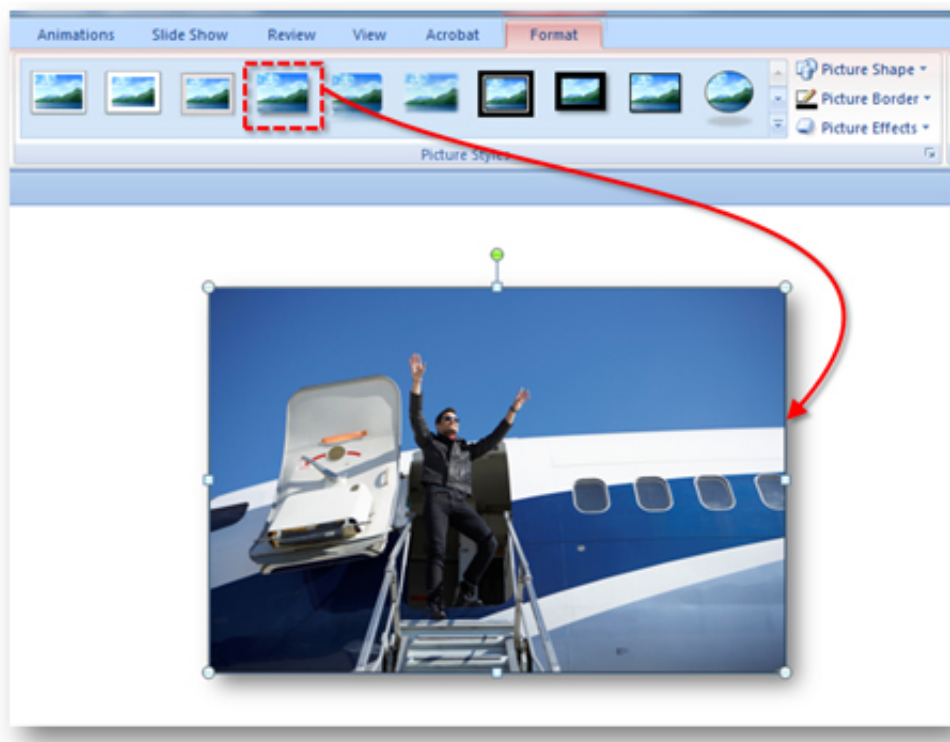 Animations Slide Show Review View Acrobat Format
Picture Shape
Picture Border
Picture Effects
Picture Styles